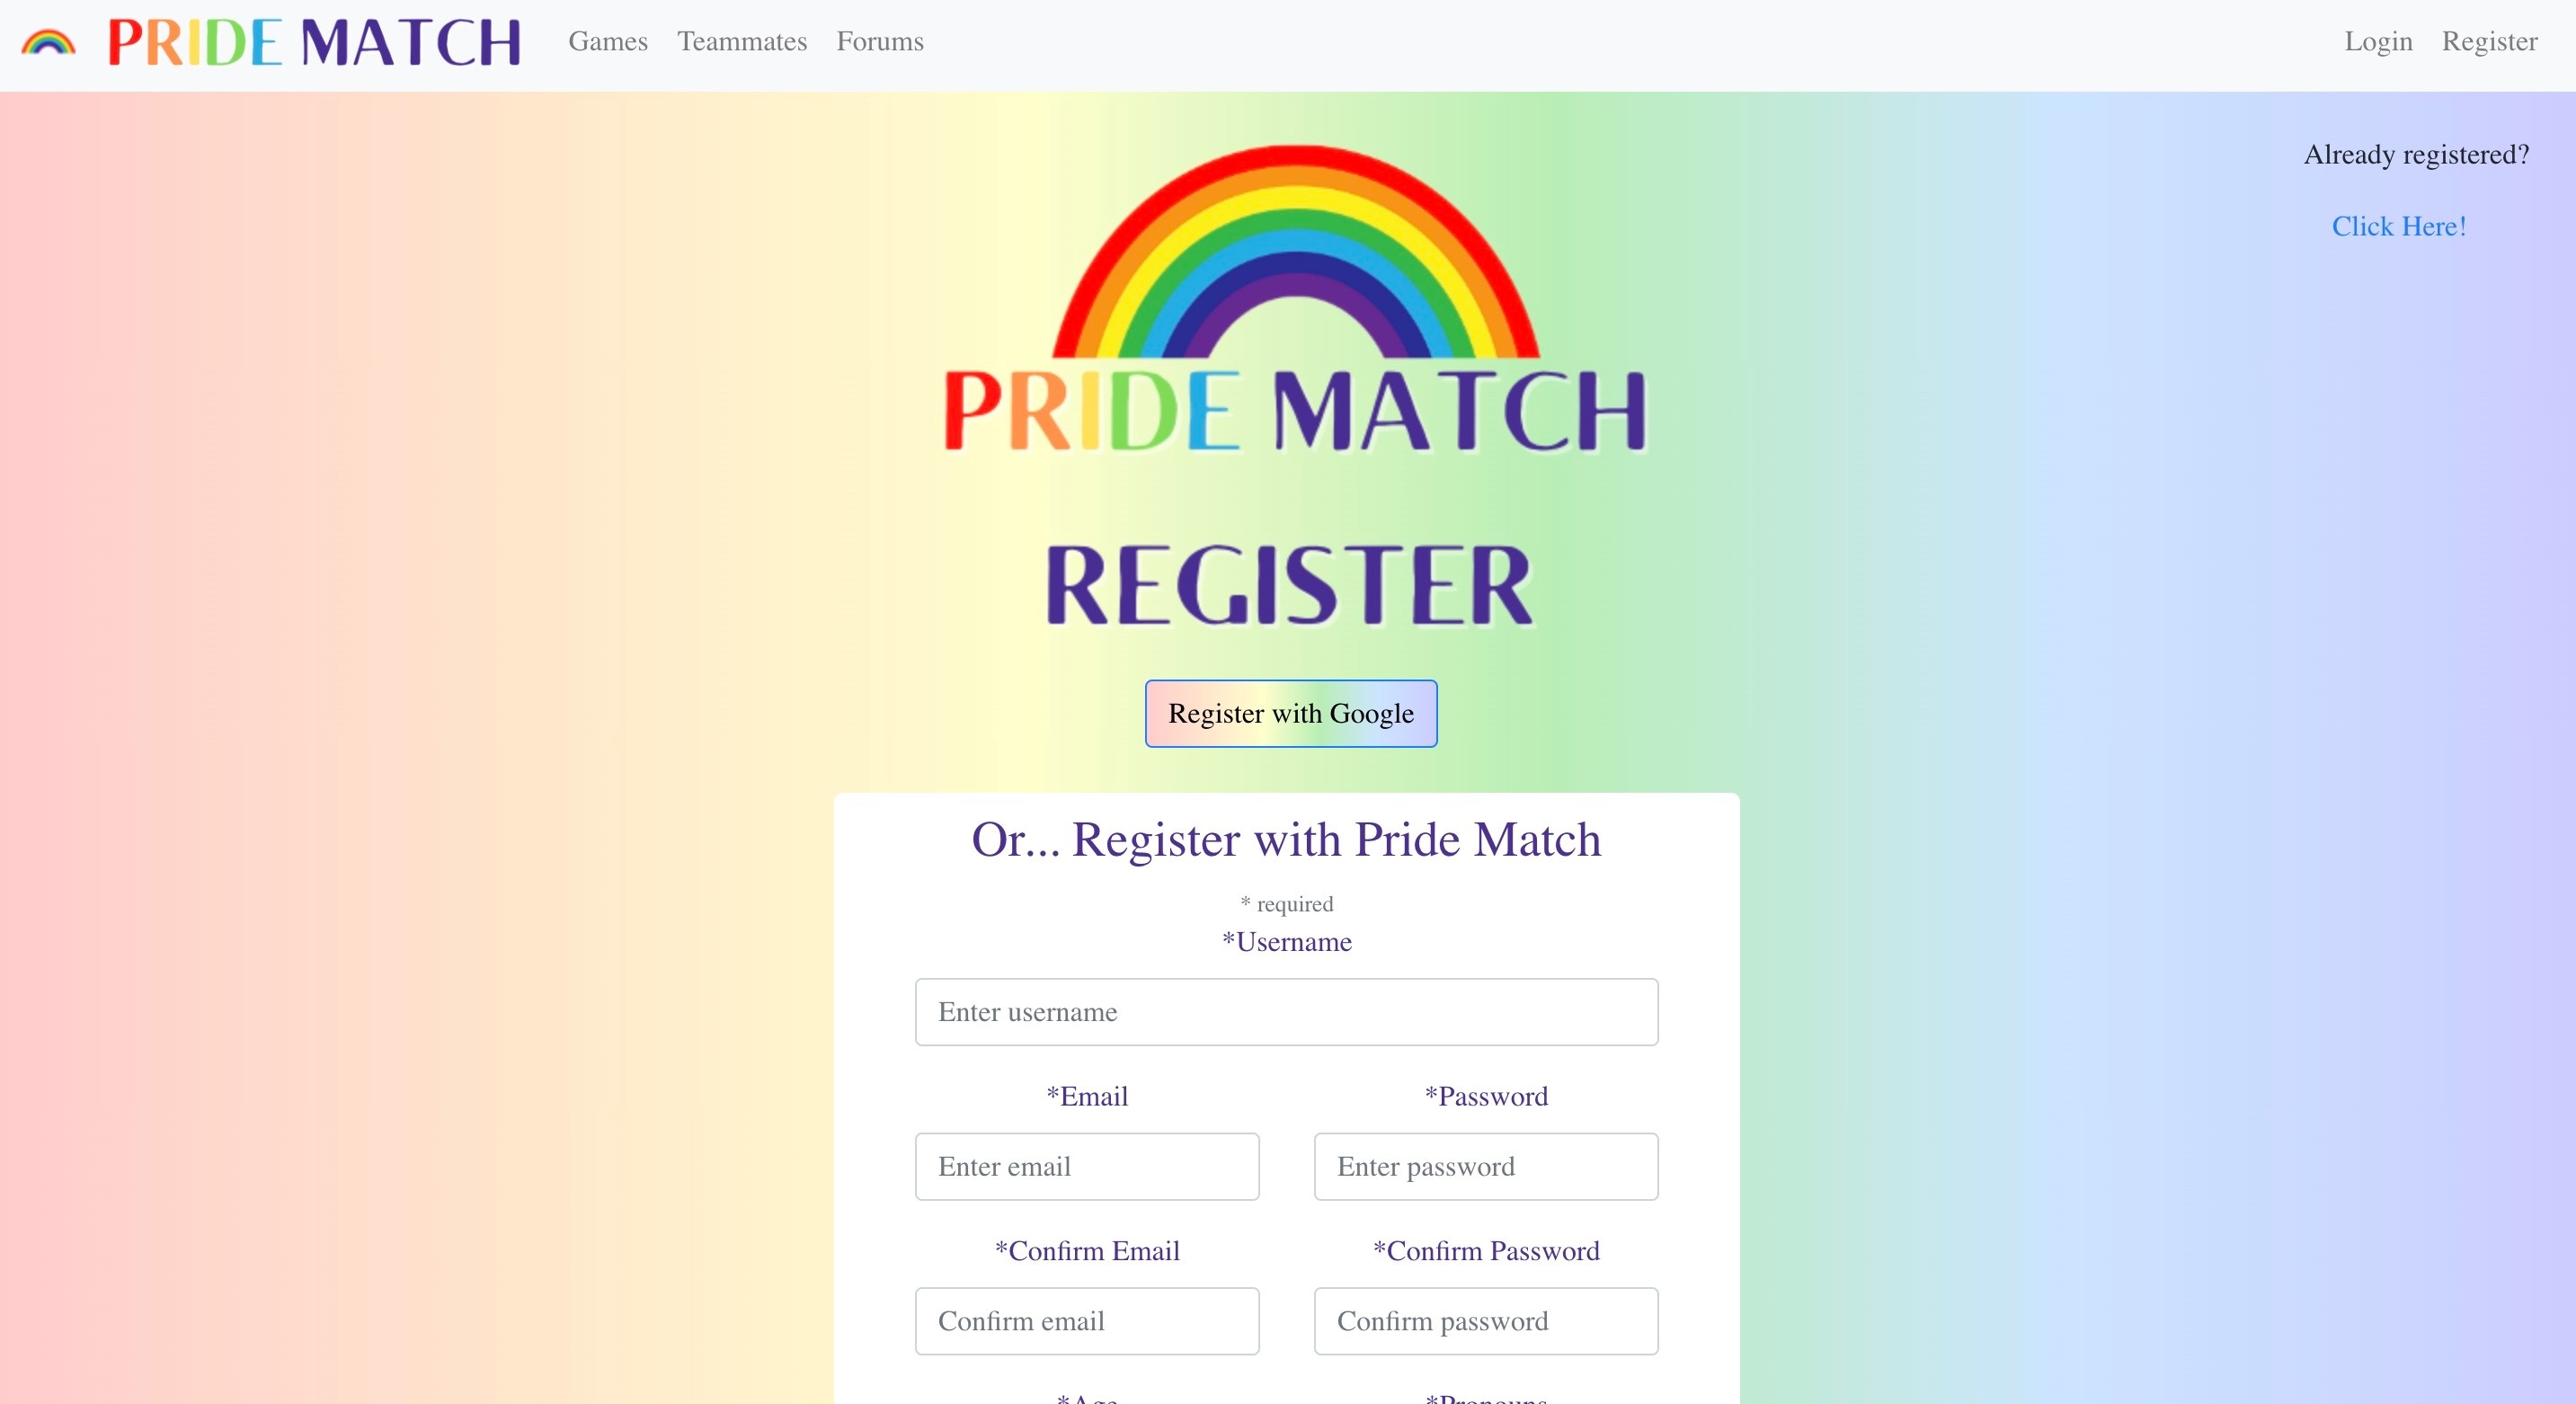 PRIDE MATCH Games Teammates Forums Login Register
Already registered?
Click Here!
PRIDE MATCH
REGISTER
Register with Google
Or... Register with Pride Match
* required
*Username
Enter username
*Email *Password
Enter email Enter password
*Confirm Email *Confirm Password
Confirm email Confirm password
*Age *Pronouns